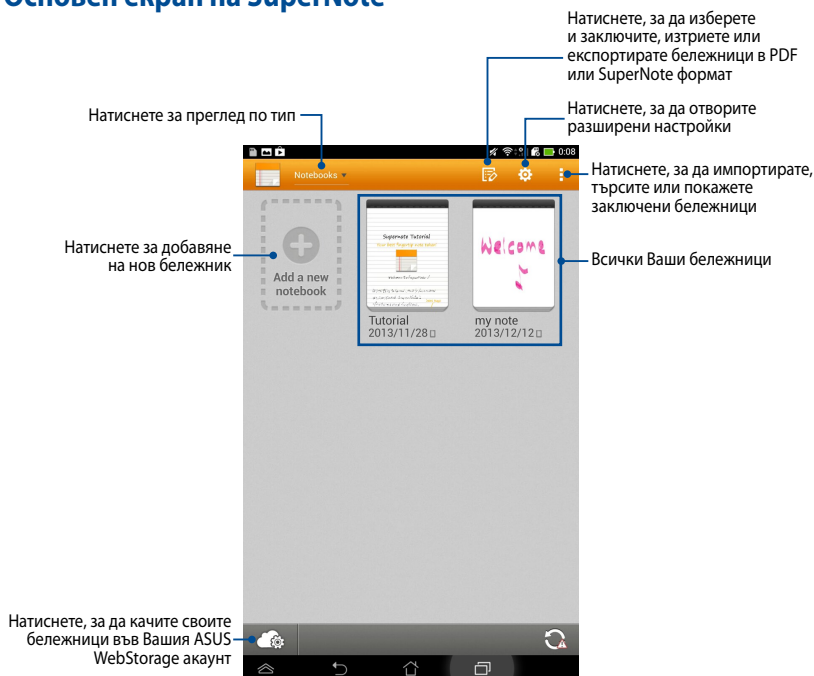 Основен екран на SuperNote
Натиснете, за да изберете
и заключите, изтриете или
експортирате бележници в PDF
или SuperNote формат
Натиснете за преглед по тип
Натиснете, за да отворите
разширени настройки
0:08
Notebooks
Натиснете, за да импортирате,
търсите или покажете
заключени бележници
Натиснете за добавяне
на нов бележник
Add a new
notebook
Supernote Tutorial
Welcome
Всички Ваши бележници
Tutorial
2013/11/28
my note
2013/12/12
Натиснете, за да качите своите
бележници във Вашия ASUS
WebStorage акаунт